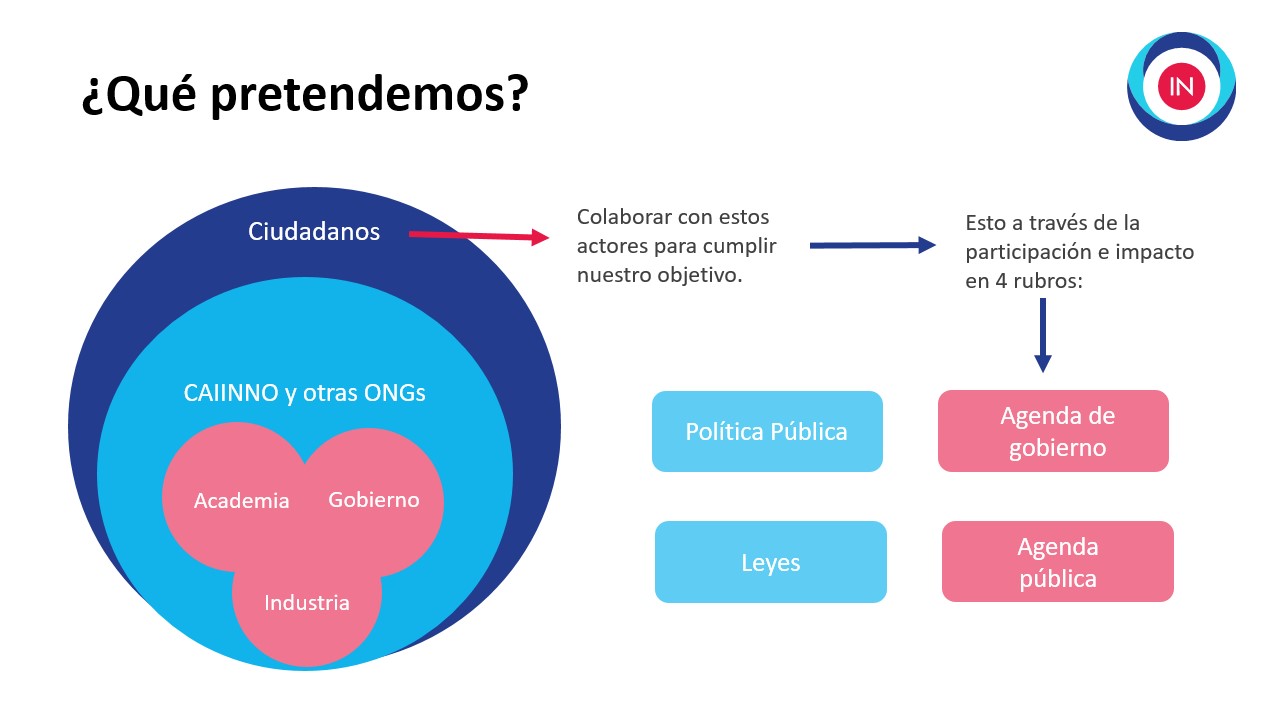 ¿Qué pretendemos?
IN
Ciudadanos
Colaborar con estos
actores para cumplir
nuestro objetivo.
Esto a través de la
participación e impacto
en 4 rubros:
CAIINNO y otras ONGs
Academia
Gobierno
Industria
Política Pública
Agenda de
gobierno
Leyes
Agenda
pública